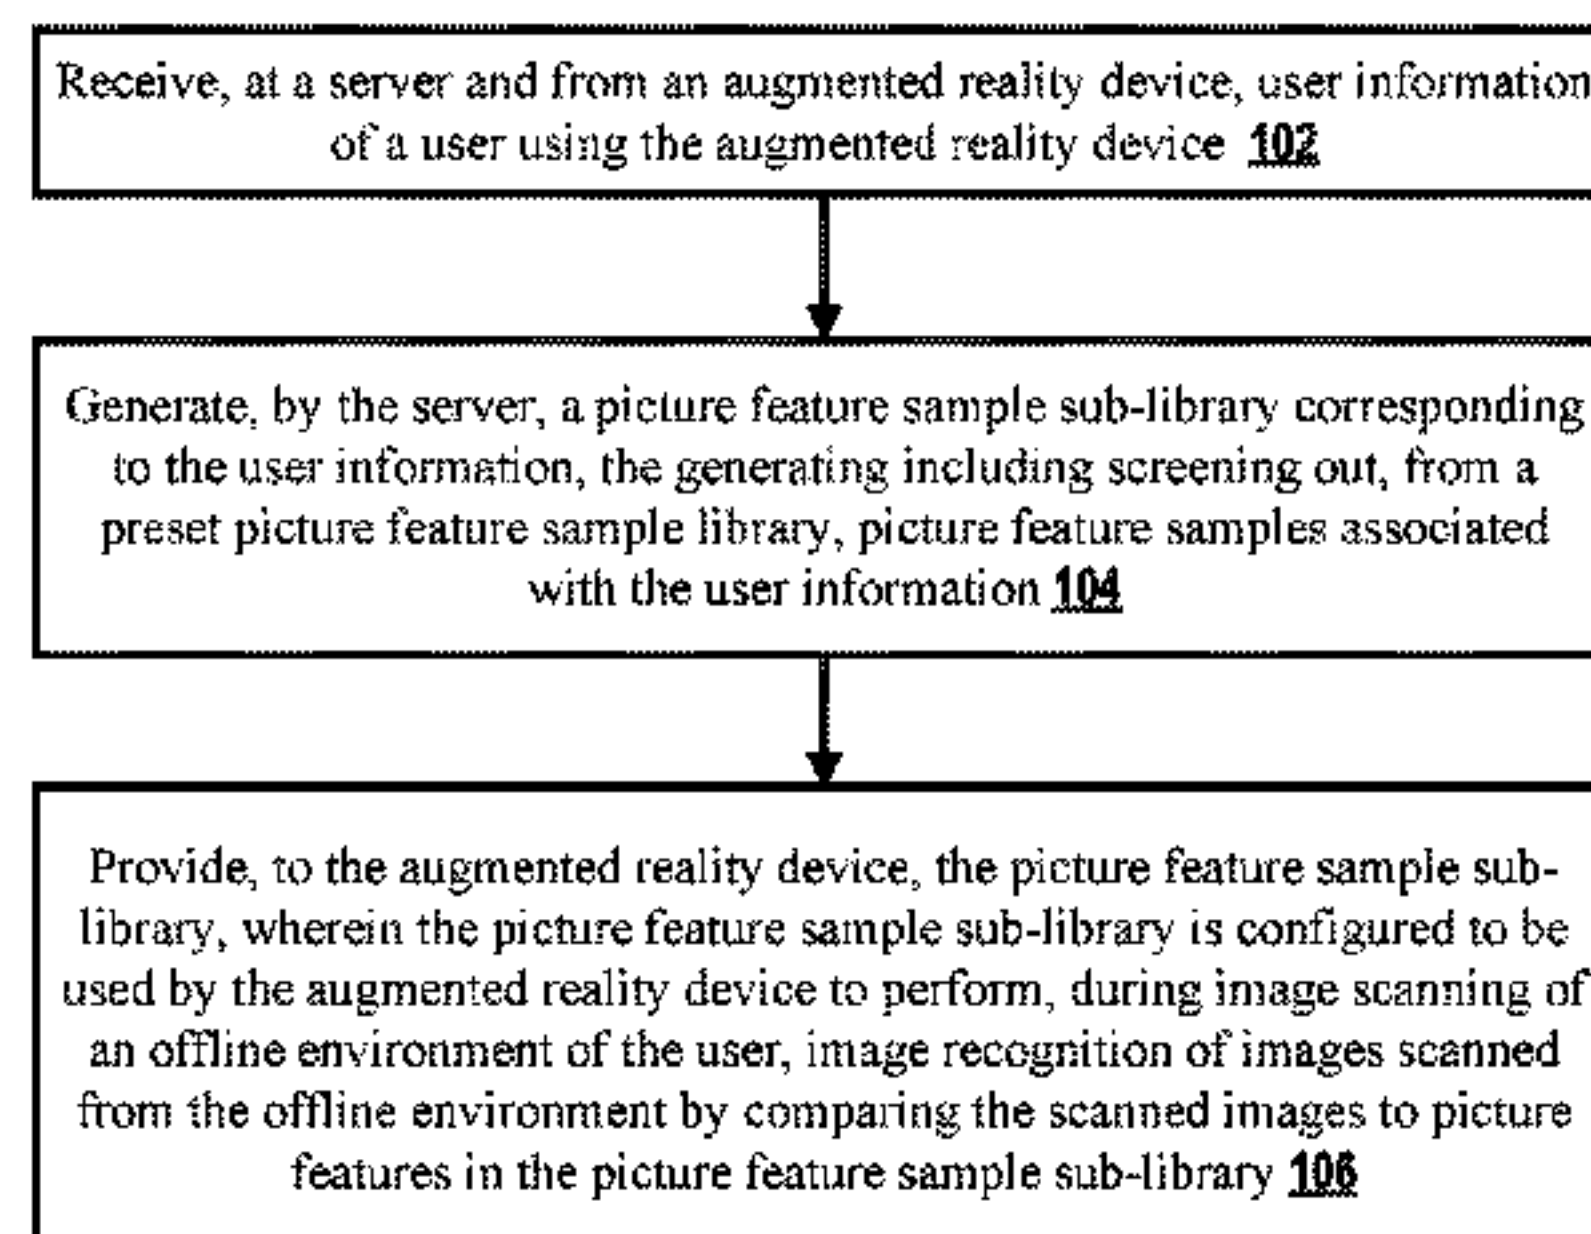 Receive, at a server and from an augmented reality device, user information
of a user using the augmented reality device 102
Generate, by the server, a picture feature sample sub-library corresponding
to the user information, the generating including screening out, from a
preset picture feature sample library, picture feature samples associated
with the user information 104
Provide, to the augmented reality device, the picture feature sample sub-
library, wherein the picture feature sample sub-library is configured to be
used by the augmented reality device to perform, during image scanning of
an offline environment of the user, image recognition of images scanned
from the offline environment by comparing the scanned images to picture
features in the picture feature sample sub-library 106